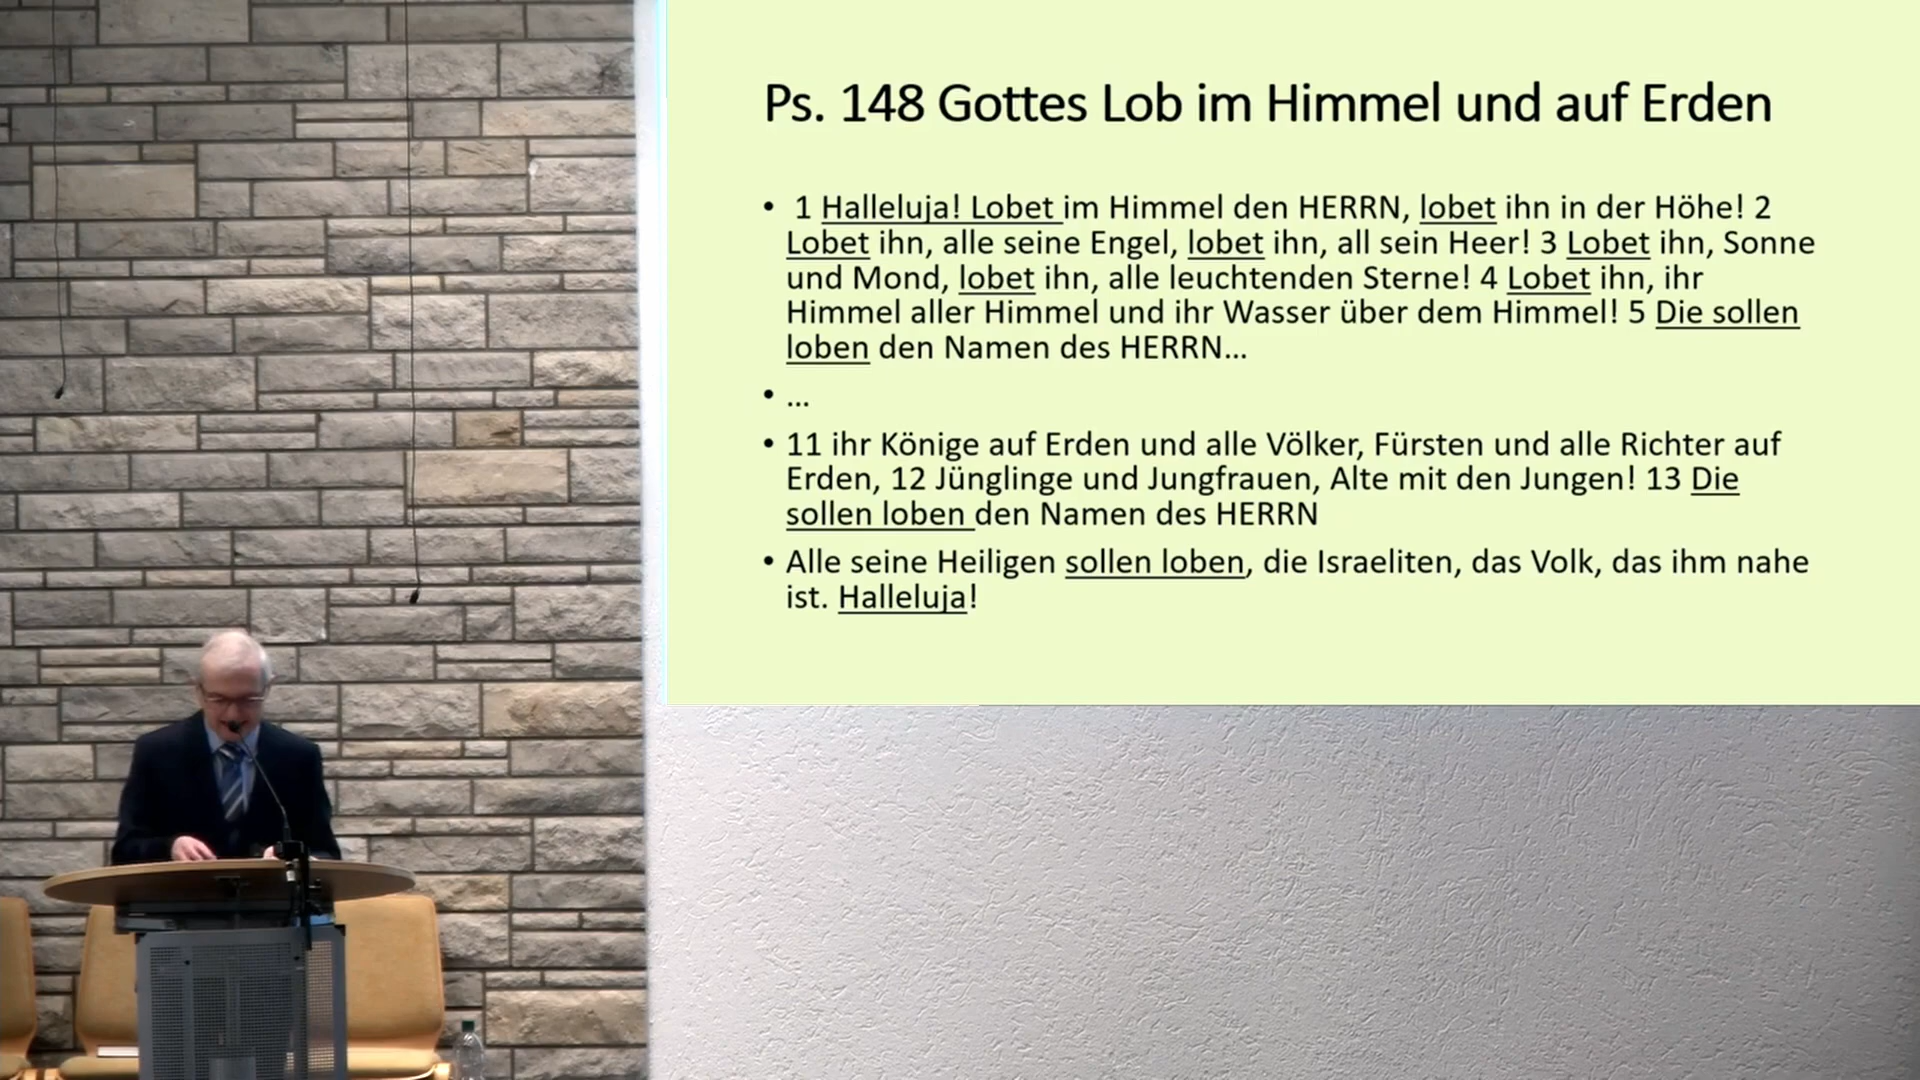 Ps. 148 Gottes Lob im Himmel und auf Erden
• 1 Halleluja! Lobet im Himmel den HERRN, lobet ihn in der Höhe! 2
Lobet ihn, alle seine Engel, lobet ihn, all sein Heer! 3 Lobet ihn, Sonne
und Mond, lobet ihn, alle leuchtenden Sterne! 4 Lobet ihn, ihr
Himmel aller Himmel und ihr Wasser über dem Himmel! 5 Die sollen
loben den Namen des HERRN...
• ...
• 11 ihr Könige auf Erden und alle Völker, Fürsten und alle Richter auf
Erden, 12 Jünglinge und Jungfrauen, Alte mit den Jungen! 13 Die
sollen loben den Namen des HERRN
• Alle seine Heiligen sollen loben, die Israeliten, das Volk, das ihm nahe
ist. Halleluja!